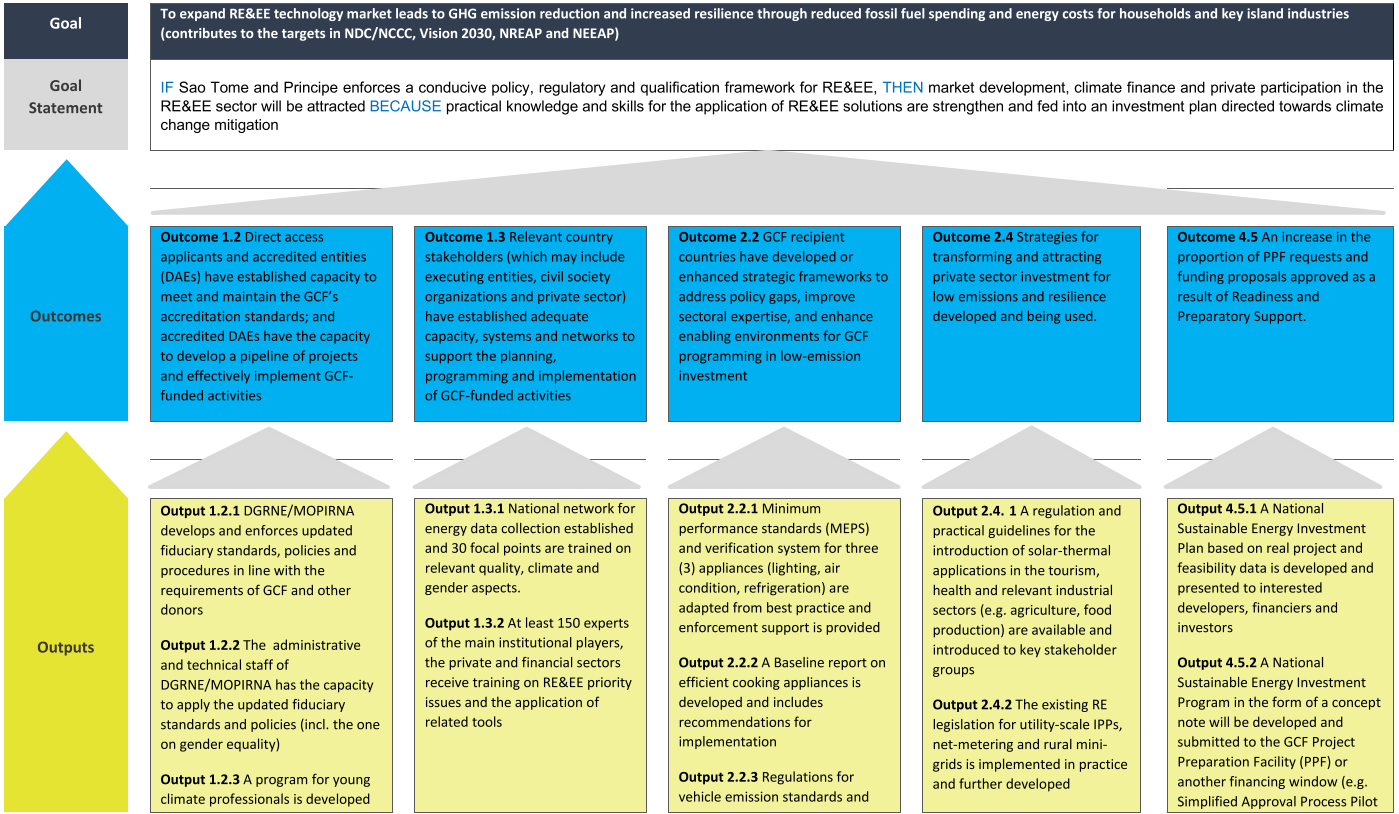 Goal
To expand RE&EE technology market leads to GHG emission reduction and increased resilience through reduced fossil fuel spending and energy costs for households and key island industries
(contributes to the targets in NDC/NCCC, Vision 2030, NREAP and NEEAP)
Goal
Statement
IF Sao Tome and Principe enforces a conducive policy, regulatory and qualification framework for RE&EE, THEN market development, climate finance and private participation in the
RE&EE sector will be attracted BECAUSE practical knowledge and skills for the application of RE&EE solutions are strengthen and fed into an investment plan directed towards climate
change mitigation
Outcomes
Outcome 1.2 Direct access
applicants and accredited entities
(DAEs) have established capacity to
meet and maintain the GCF's
accreditation standards; and
accredited DAEs have the capacity
to develop a pipeline of projects
and effectively implement GCF-
funded activities
Outcome 1.3 Relevant country
stakeholders (which may include
executing entities, civil society
organizations and private sector)
have established adequate
capacity, systems and networks to
support the planning,
programming and implementation
of GCF-funded activities
Outcome 2.2 GCF recipient
countries have developed or
enhanced strategic frameworks to
address policy gaps, improve
sectoral expertise, and enhance
enabling environments for GCF
programming in low-emission
investment
Outcome 2.4 Strategies for
transforming and attracting
private sector investment for
low emissions and resilience
developed and being used.
Outcome 4.5 An increase in the
proportion of PPF requests and
funding proposals approved as a
result of Readiness and
Preparatory Support.
Outputs
Output 1.2.1 DGRNE/MOPIRNA
develops and enforces updated
fiduciary standards, policies and
procedures in line with the
requirements of GCF and other
donors
Output 1.2.2 The administrative
and technical staff of
DGRNE/MOPIRNA has the capacity
to apply the updated fiduciary
standards and policies (incl. the one
on gender equality)
Output 1.2.3 A program for young
climate professionals is developed
Output 1.3.1 National network for
energy data collection established
and 30 focal points are trained on
relevant quality, climate and
gender aspects.
Output 1.3.2 At least 150 experts
of the main institutional players,
the private and financial sectors
receive training on RE&EE priority
issues and the application of
related tools
Output 2.2.1 Minimum
performance standards (MEPS)
and verification system for three
(3) appliances (lighting, air
condition, refrigeration) are
adapted from best practice and
enforcement support is provided
Output 2.2.2 A Baseline report on
efficient cooking appliances is
developed and includes
recommendations for
implementation
Output 2.2.3 Regulations for
vehicle emission standards and
Output 2.4. 1 A regulation and
practical guidelines for the
introduction of solar-thermal
applications in the tourism,
health and relevant industrial
sectors (e.g. agriculture, food
production) are available and
introduced to key stakeholder
groups
Output 2.4.2 The existing RE
legislation for utility-scale IPPs,
net-metering and rural mini-
grids is implemented in practice
and further developed
Output 4.5.1 A National
Sustainable Energy Investment
Plan based on real project and
feasibility data is developed and
presented to interested
developers, financiers and
investors
Output 4.5.2 A National
Sustainable Energy Investment
Program in the form of a concept
note will be developed and
submitted to the GCF Project
Preparation Facility (PPF) or
another financing window (e.g.
Simplified Approval Process Pilot